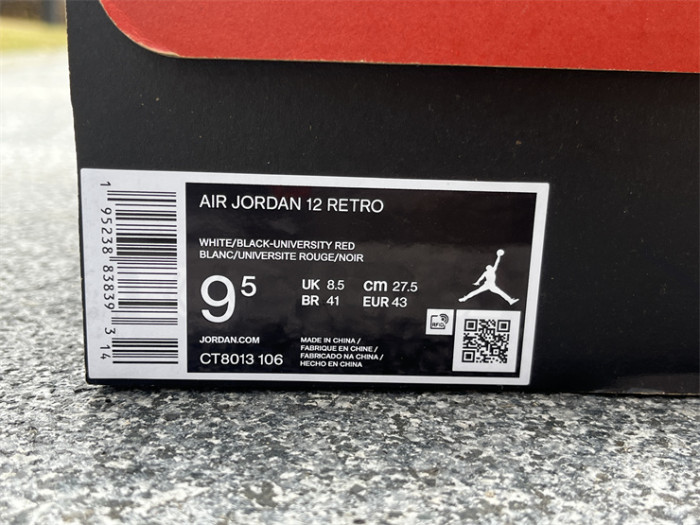 AIR JORDAN 12 RETRO
WHITE/BLACK-UNIVERSITY RED
BLANC/UNIVERSITE ROUGE/NOIR
9⁵
UK 8.5 cm 27.5
BR 41 EUR 43
RFID
JORDAN.COM
CT8013 106
MADE IN CHINA /
FABRIQUE EN CHINE /
FABRICADO NA CHINA /
HECHO EN CHINA
1 95238 83839 3 14